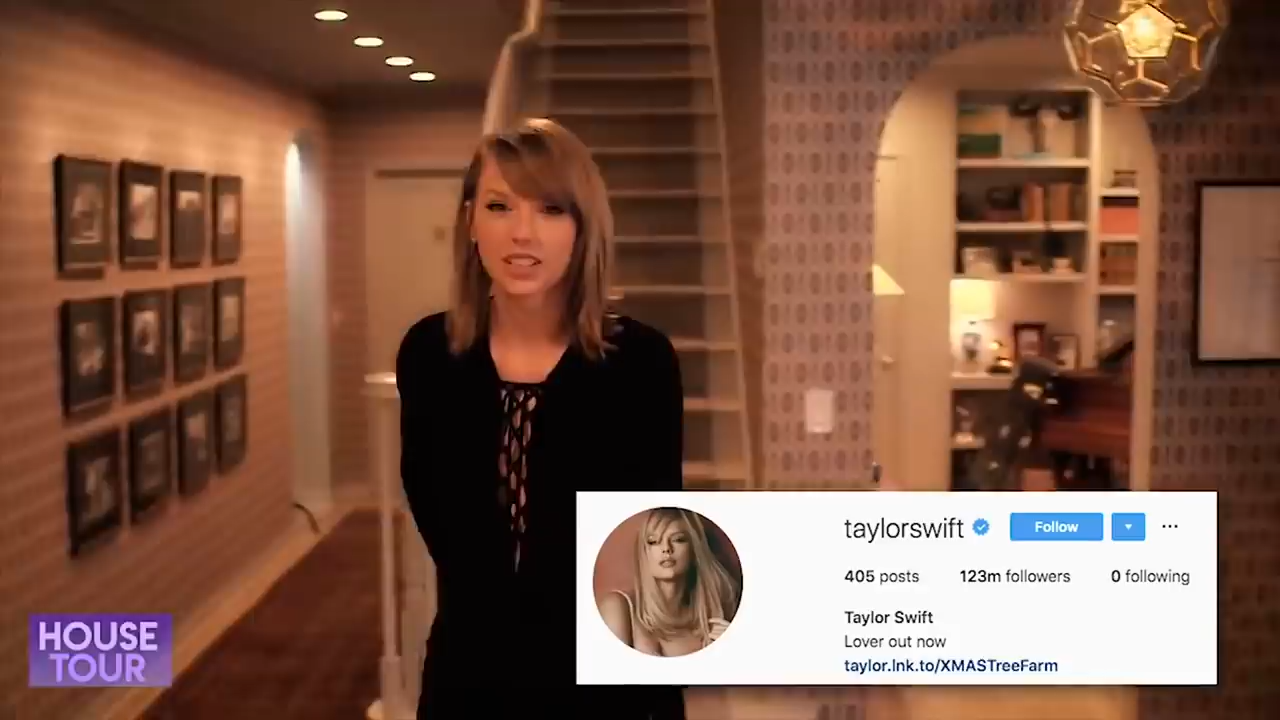 HOUSE
TOUR
taylorswift Follow ...
405 posts 123m followers 0 following
Taylor Swift
Lover out now
taylor.lnk.to/XMASTreeFarm